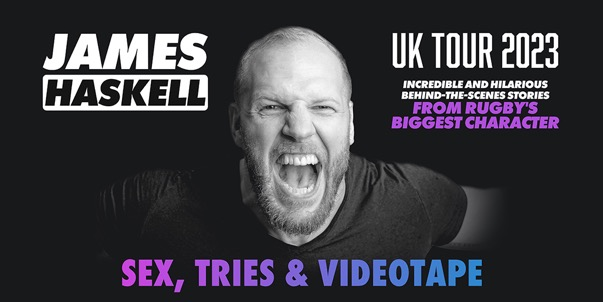 JAMES
HASKELL
UK TOUR 2023
INCREDIBLE AND HILARIOUS
BEHIND-THE-SCENES STORIES
FROM RUGBY'S
BIGGEST CHARACTER
SEX, TRIES & VIDEOTAPE